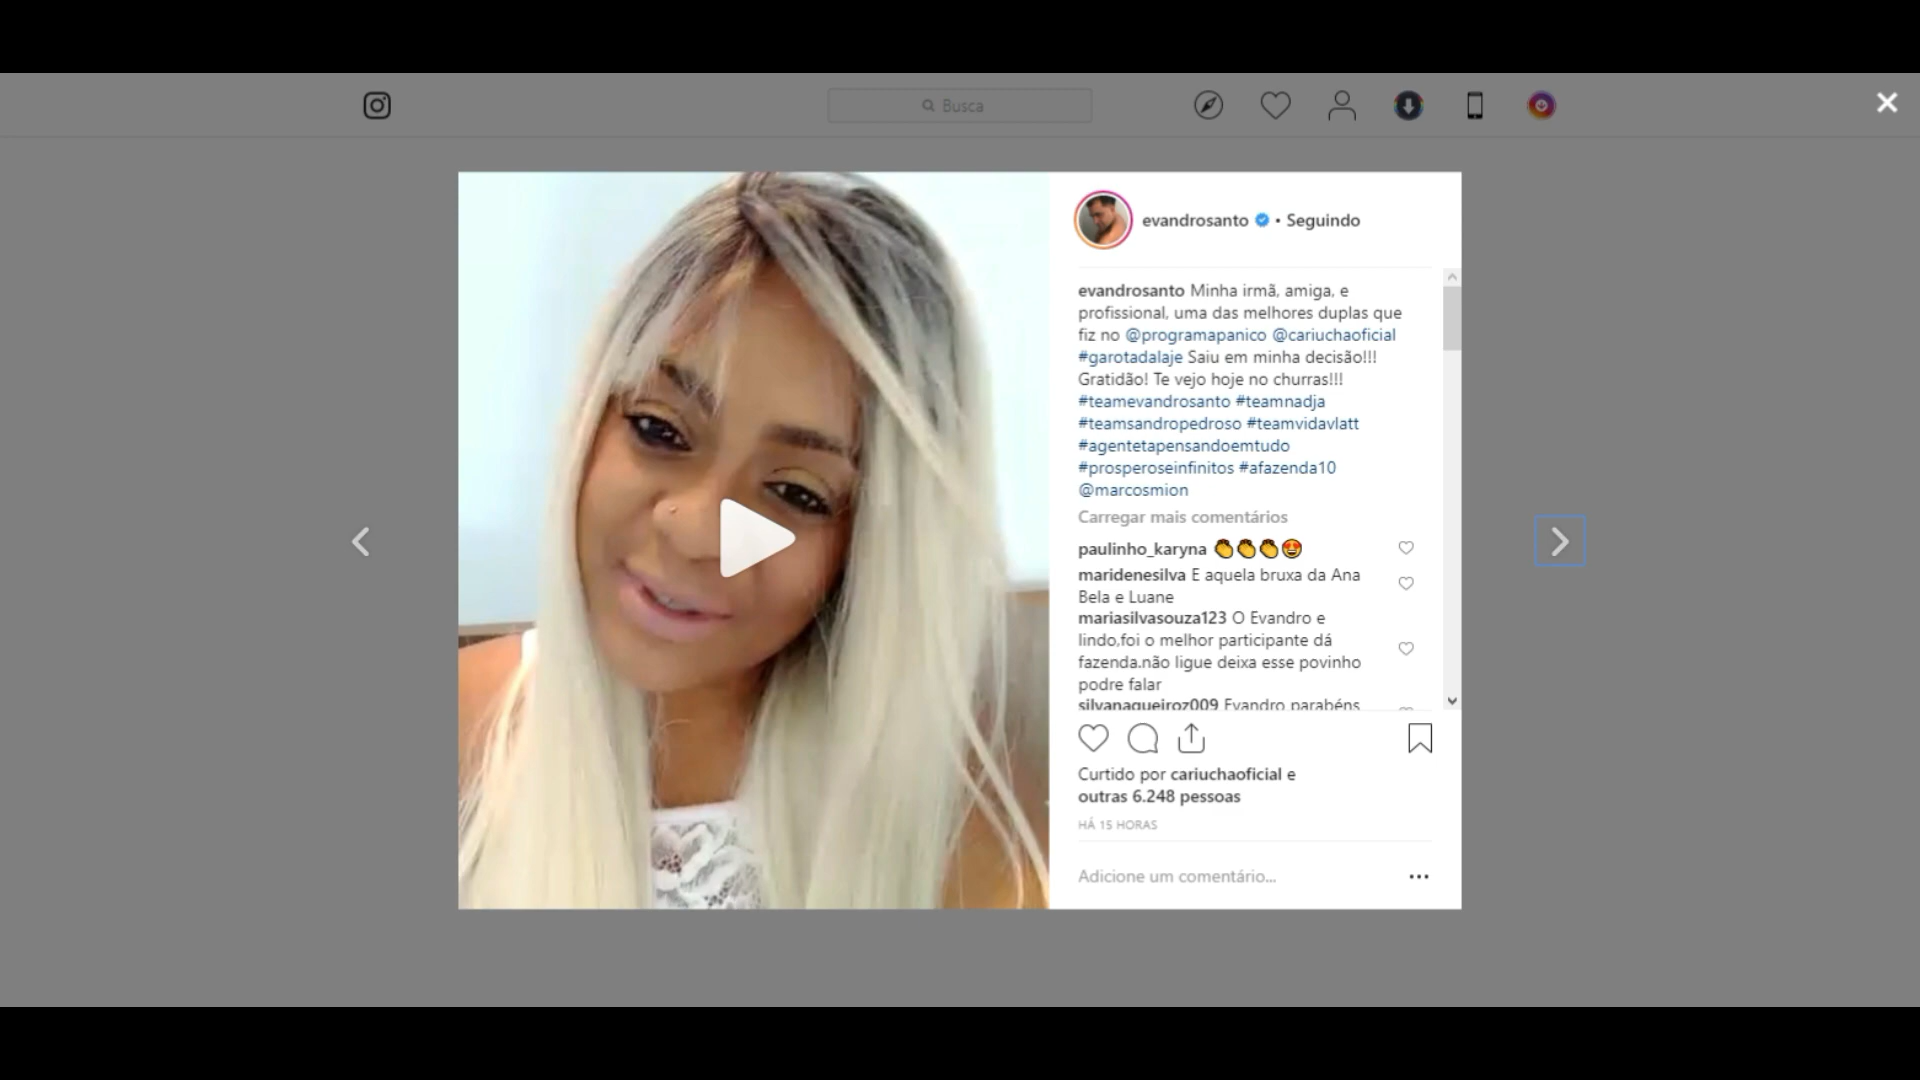 Busca
evandrosanto • Seguindo
evandrosanto Minha irmã, amiga, e
profissional, uma das melhores duplas que
fiz no @programapanico @cariuchaoficial
#garotadalaje Saiu em minha decisão!!!
Gratidão! Te vejo hoje no churras!!!
#teamevandrosanto #teamnadja
#teamsandropedroso #teamvidavlatt
#agentetapensandoemtudo
#prosperoseinfinitos #afazenda10
@marcosmion
Carregar mais comentários
paulinho_karyna 👏👏👏😍
maridenesilva E aquela bruxa da Ana
Bela e Luane
mariasilvasouza123 O Evandro e
lindo,foi o melhor participante dá
fazenda.não ligue deixa esse povinho
podre falar
silvanaqueiroz009 Evandro parabéns
Curtido por cariuchaoficial e
outras 6.248 pessoas
HÁ 15 HORAS
Adicione um comentário...